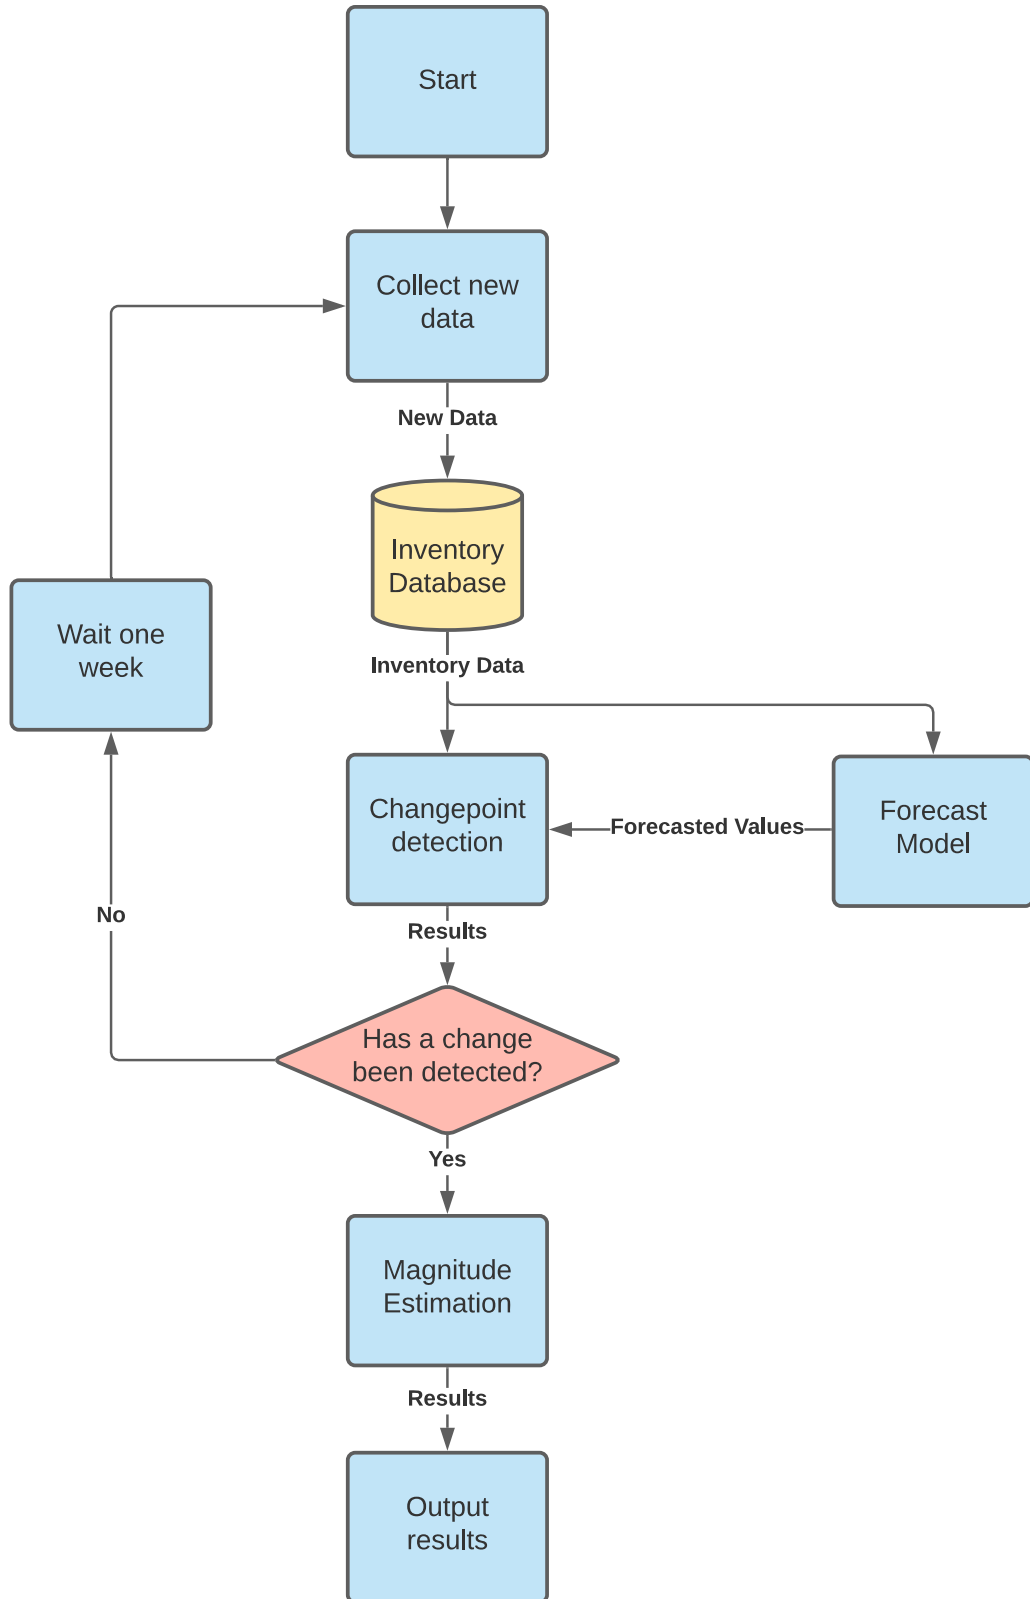 Start
Collect new
data
New Data
Inventory
Database
Wait one
week
Inventory Data
Changepoint
detection
Forecasted Values
Forecast
Model
No
Results
Has a change
been detected?
Yes
Magnitude
Estimation
Results
Output
results